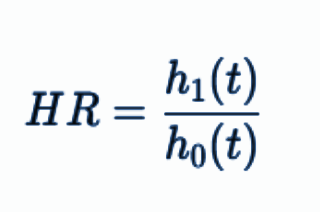 HR = h₁(t) / h₀(t)